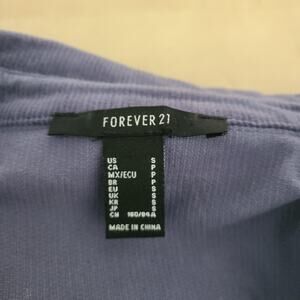 FOREVER 21
US S
CA P
MX/ECU P
BR P
EU S
UK S
KR S
JP S
CN 160/84A
MADE IN CHINA